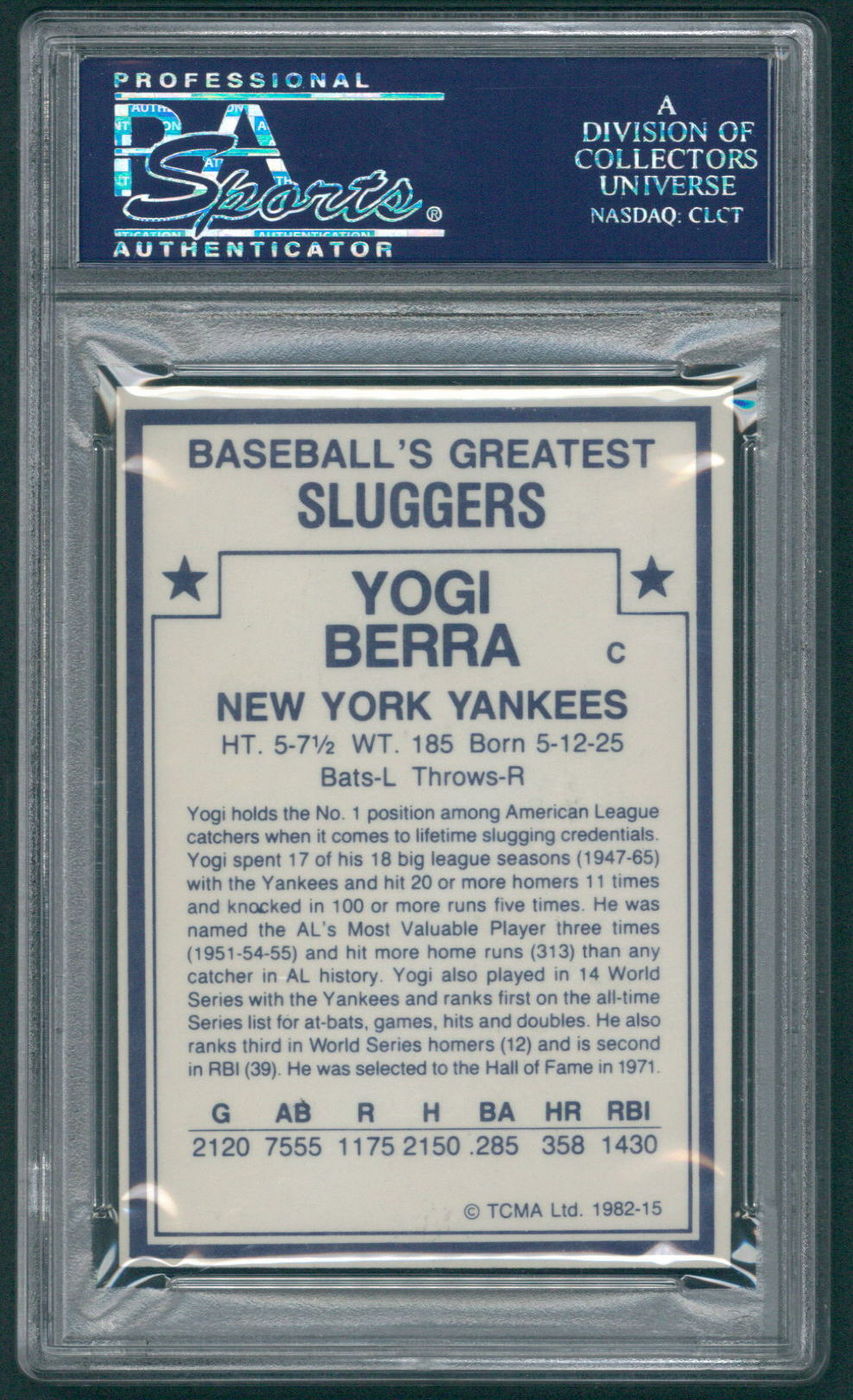 PROFESSIONAL
PSA
Sports®
AUTHENTICATOR
A
DIVISION OF
COLLECTORS
UNIVERSE
NASDAQ: CLCT
BASEBALL'S GREATEST
SLUGGERS
YOGI
BERRA C
NEW YORK YANKEES
HT. 5-7½ WT. 185 Born 5-12-25
Bats-L Throws-R
Yogi holds the No. 1 position among American League
catchers when it comes to lifetime slugging credentials.
Yogi spent 17 of his 18 big league seasons (1947-65)
with the Yankees and hit 20 or more homers 11 times
and knocked in 100 or more runs five times. He was
named the AL's Most Valuable Player three times
(1951-54-55) and hit more home runs (313) than any
catcher in AL history. Yogi also played in 14 World
Series with the Yankees and ranks first on the all-time
Series list for at-bats, games, hits and doubles. He also
ranks third in World Series homers (12) and is second
in RBI (39). He was selected to the Hall of Fame in 1971.
G AB R H BA HR RBI
2120 7555 1175 2150 .285 358 1430
© TCMA Ltd. 1982-15